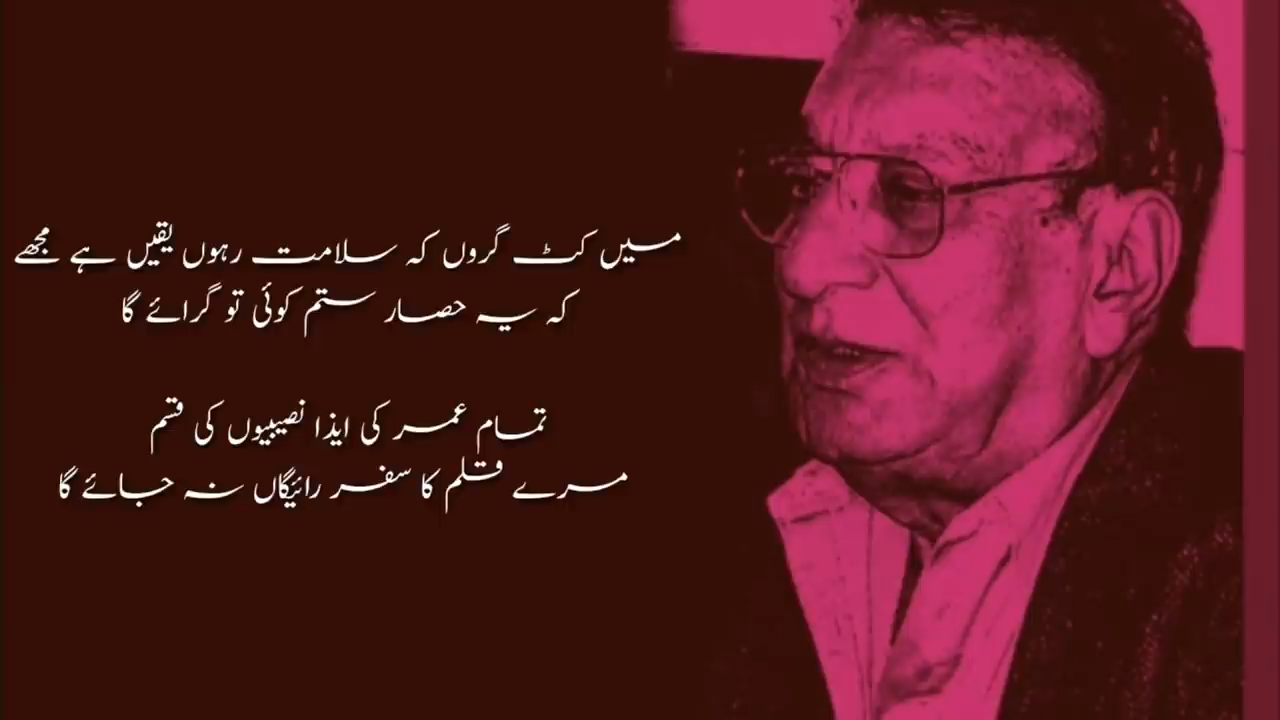 میں کٹ گروں کہ سلامت رہوں یقیں ہے مجھے
کہ یہ حصار ستم کوئی تو گرائے گا
تمام عمر کی ایذا نصیبیوں کی قسم
مرے قلم کا سفر رائیگاں نہ جائے گا